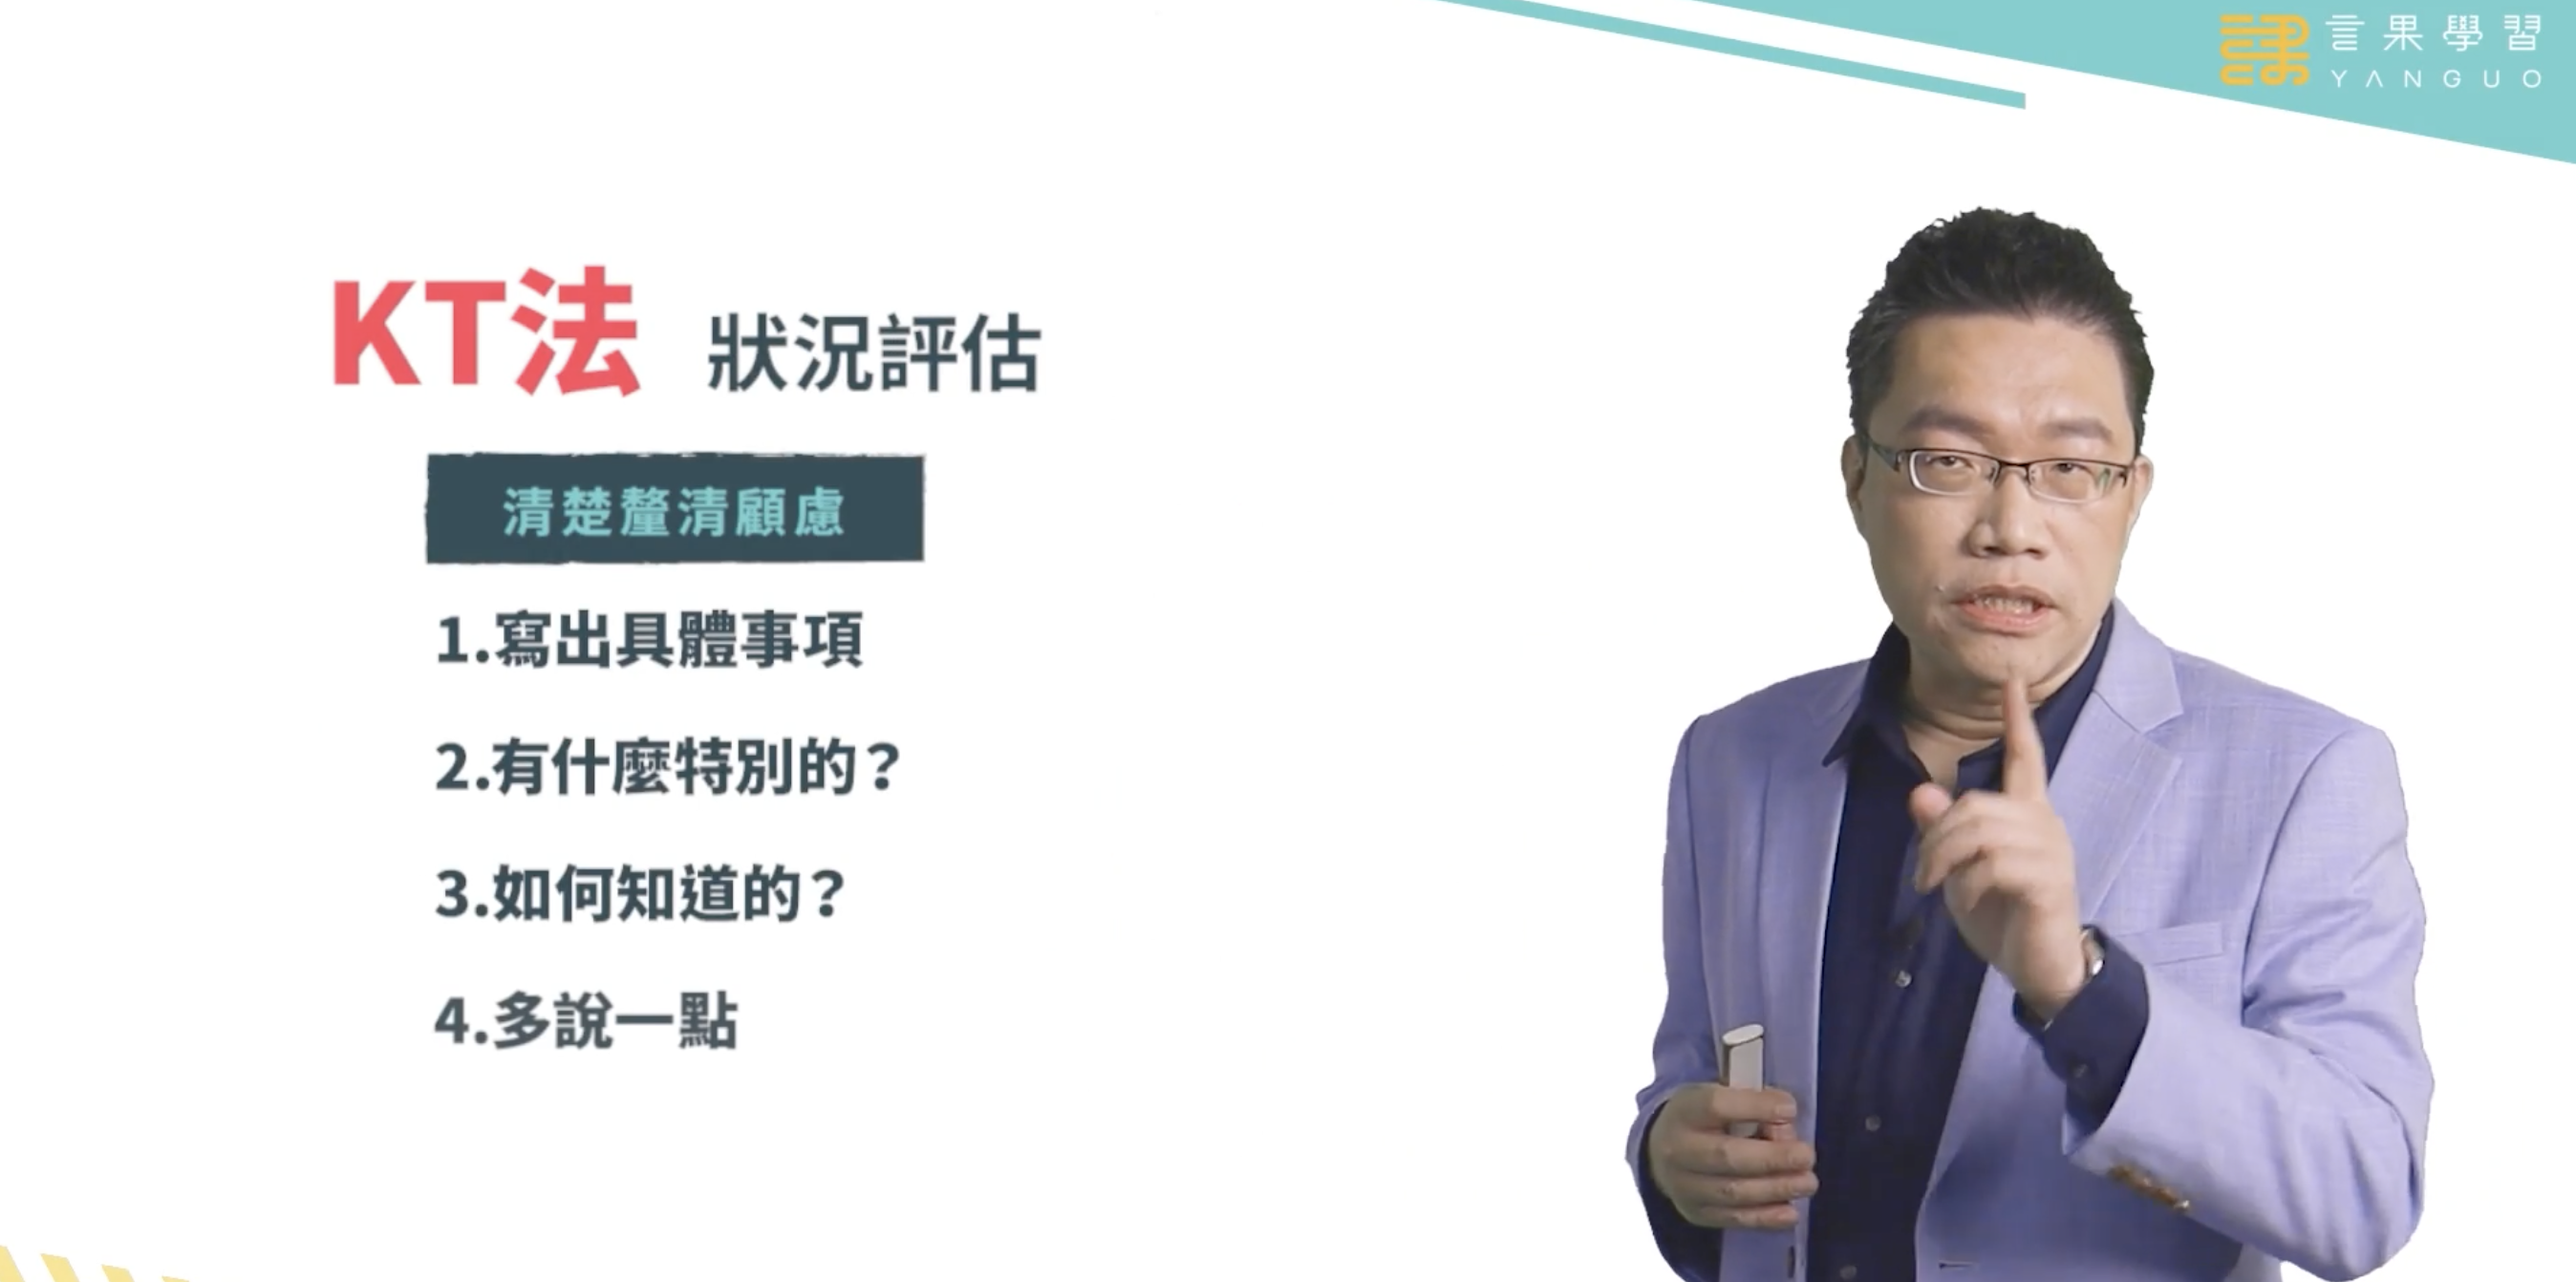 言果學習
YANGUO
KT法 狀況評估
清楚釐清顧慮
1.寫出具體事項
2.有什麼特別的？
3.如何知道的？
4.多說一點